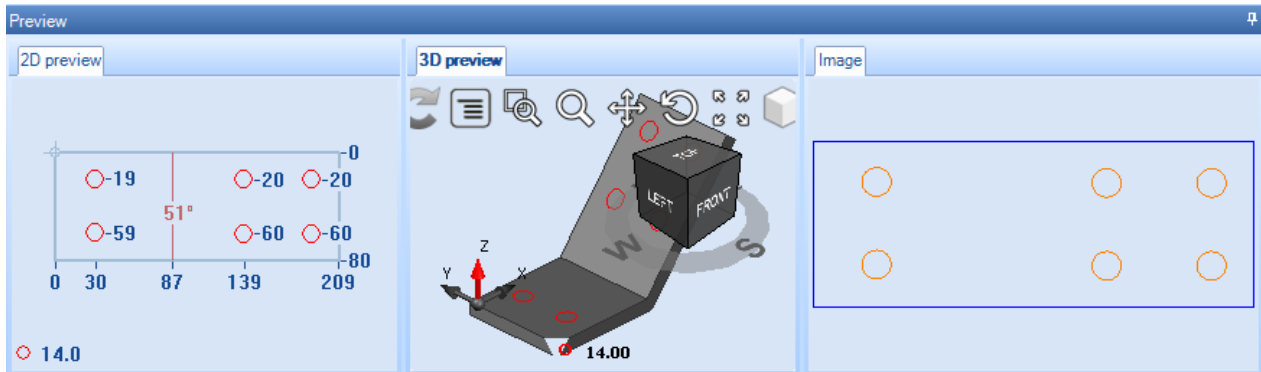 Preview
2D preview
-0
-19 -20 -20
51°
-59 -60 -60
-80
0 30 87 139 209
14.0
3D preview
TOP
LEFT FRONT
W S
Z
Y X
14.00
Image